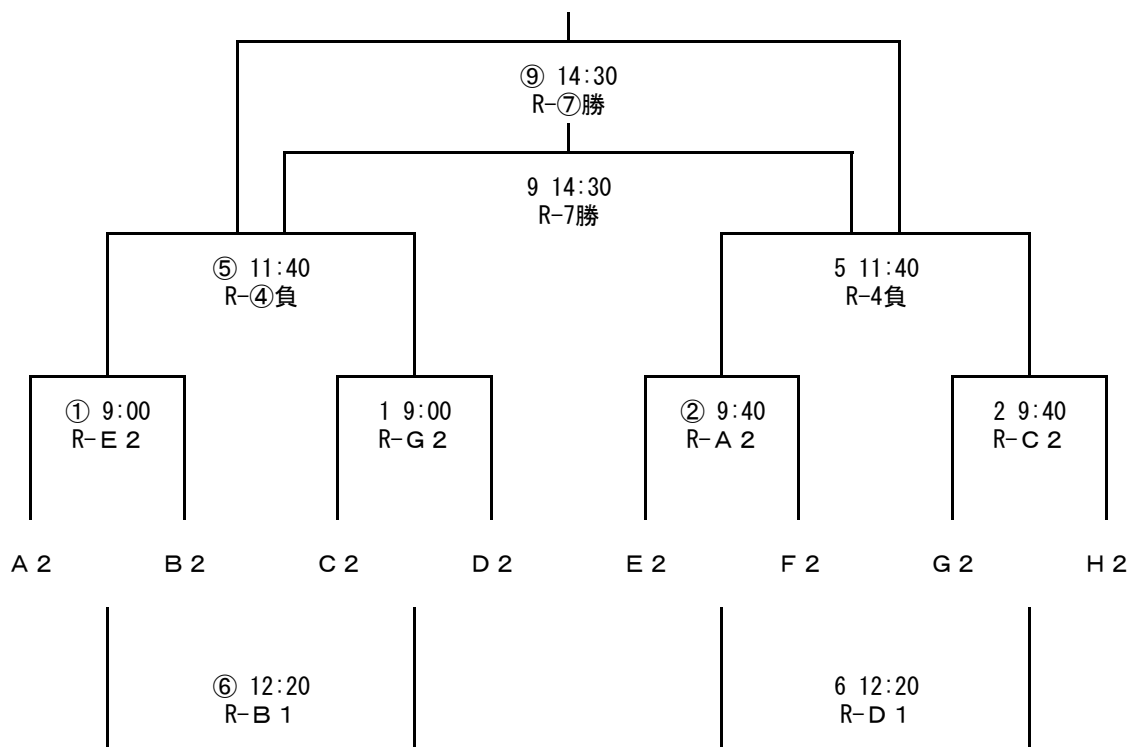 ⑨ 14:30
R-⑦勝
9 14:30
R-7勝
⑤ 11:40
R-④負
5 11:40
R-4負
① 9:00
R-E2
1 9:00
R-G2
② 9:40
R-A2
2 9:40
R-C2
A2 B2 C2 D2 E2 F2 G2 H2
⑥ 12:20
R-B1
6 12:20
R-D1